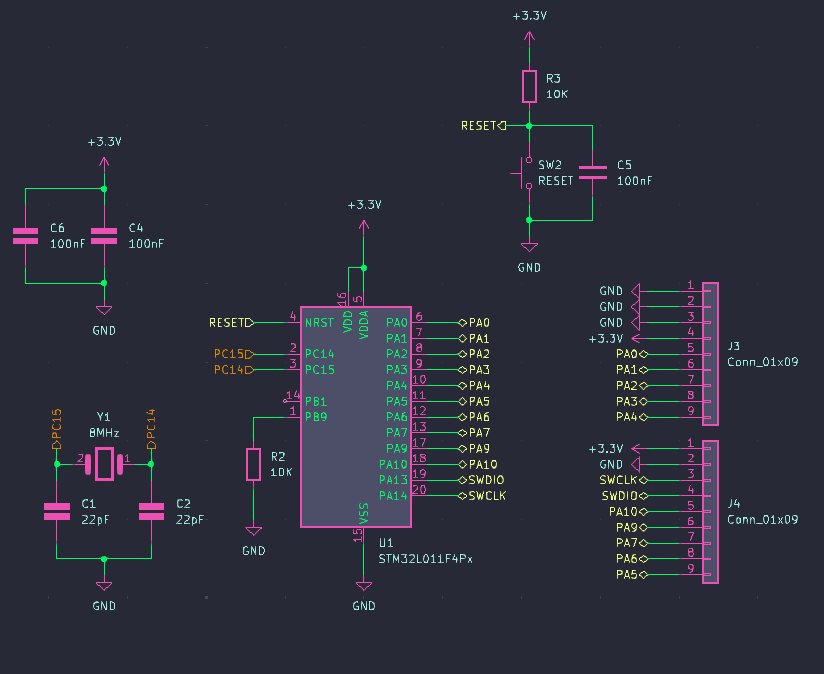 +3.3V
R3
10K
RESET
SW2
RESET
C5
100nF
GND
+3.3V
C6
100nF
C4
100nF
GND
+3.3V
16
5
VDD
VDDA
RESET
4
NRST
PC15
2
PC14
PC14
3
PC15
14
PB1
1
PB9
PA0
6
PA0
PA1
7
PA1
PA2
8
PA2
PA3
9
PA3
PA4
10
PA4
PA5
11
PA5
PA6
12
PA6
PA7
13
PA7
PA9
17
PA9
PA10
18
PA10
PA13
19
SWDIO
PA14
20
SWCLK
VSS
15
U1
STM32L011F4Px
GND
R2
10K
GND
PC15
PC14
Y1
8MHz
2
1
C1
22pF
C2
22pF
GND
GND
1
GND
2
GND
3
+3.3V
4
PA0
5
PA1
6
PA2
7
PA3
8
PA4
9
J3
Conn_01x09
+3.3V
1
GND
2
SWCLK
3
SWDIO
4
PA10
5
PA9
6
PA7
7
PA6
8
PA5
9
J4
Conn_01x09